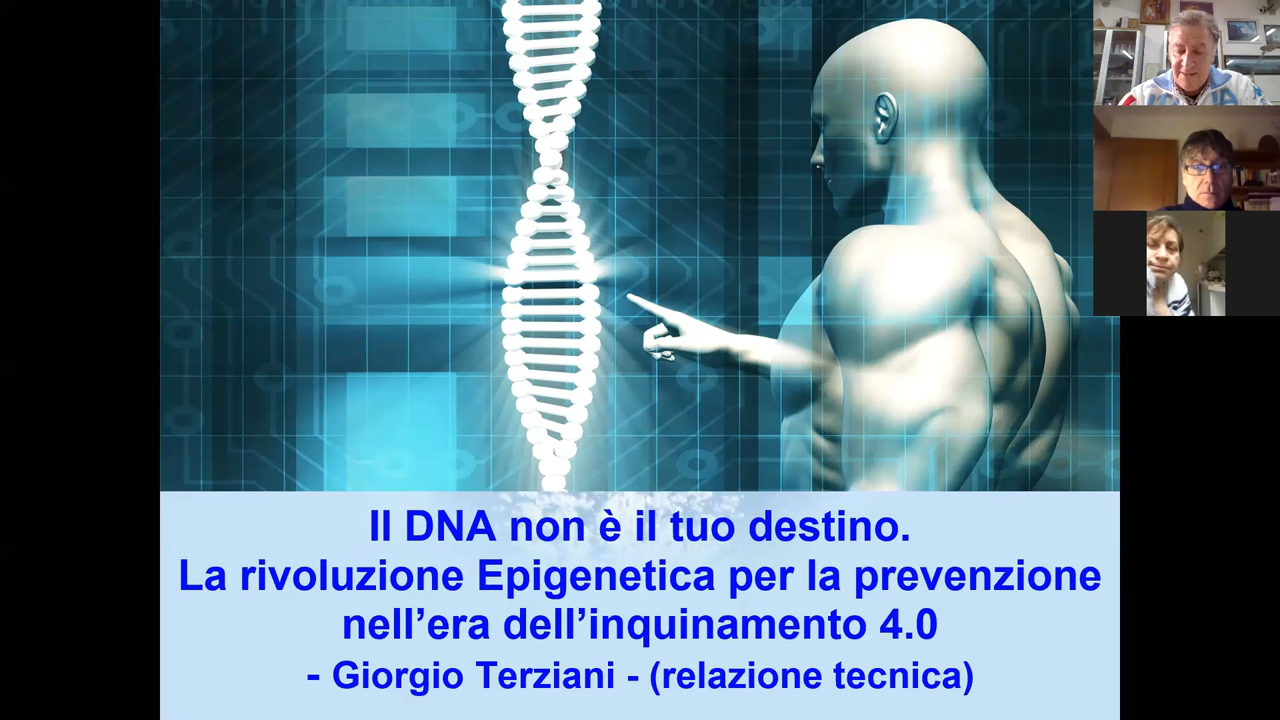 Il DNA non è il tuo destino.
La rivoluzione Epigenetica per la prevenzione
nell’era dell’inquinamento 4.0
- Giorgio Terziani - (relazione tecnica)